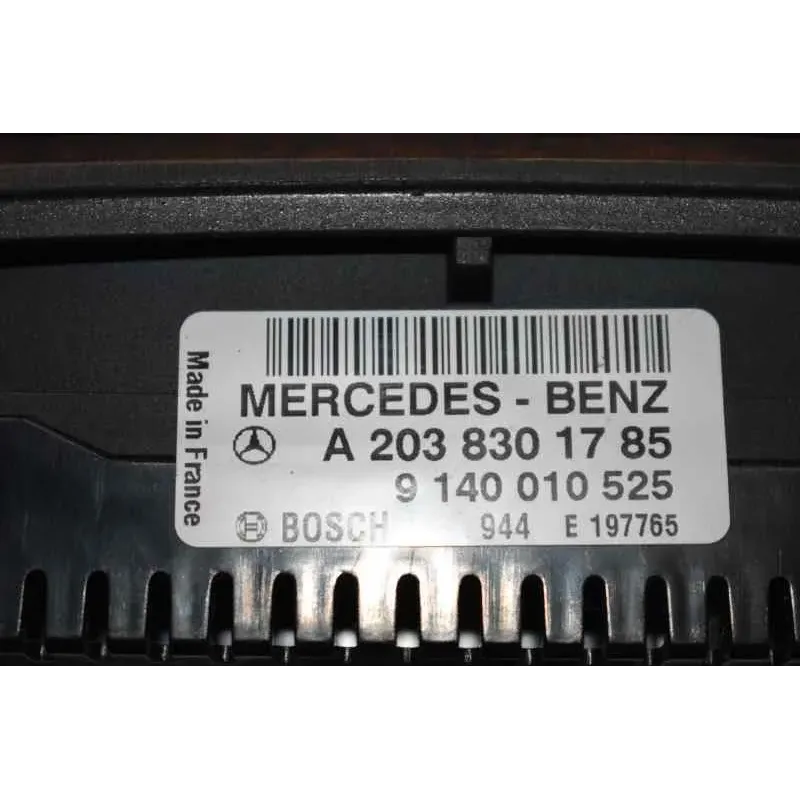 MERCEDES - BENZ
A 203 830 17 85
9 140 010 525
BOSCH 944 E 197765
Made in France